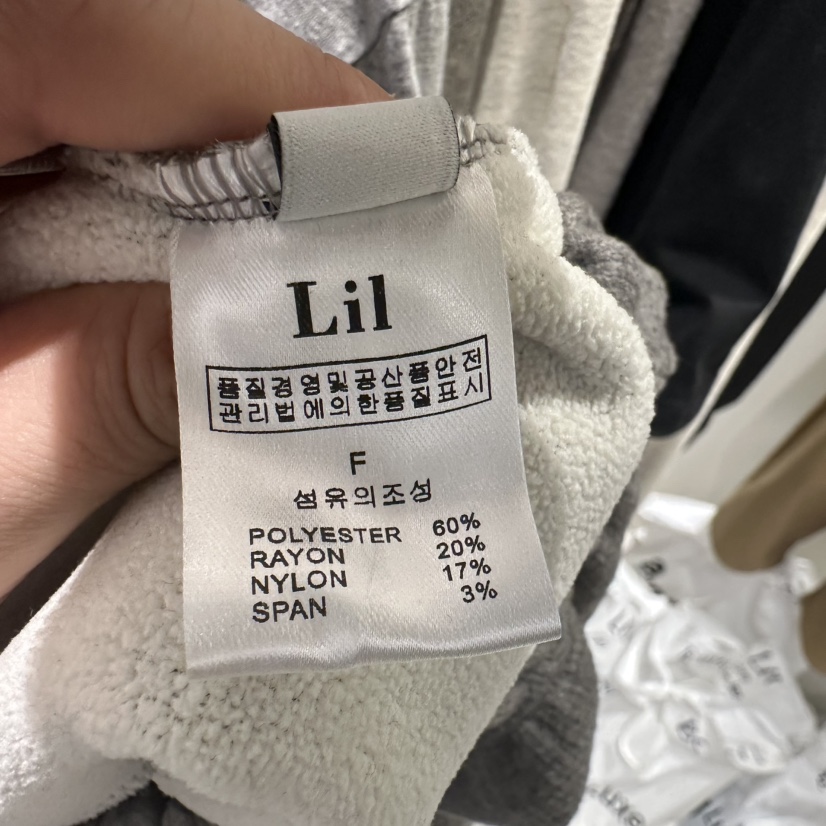 Lil
품질경영및공산품안전
관리법에의한품질표시
F
섬유의조성
POLYESTER 60%
RAYON 20%
NYLON 17%
SPAN 3%
Lil